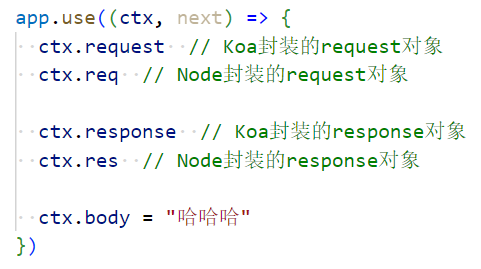 app.use((ctx, next) => {
  ctx.request  // Koa封装的request对象
  ctx.req  // Node封装的request对象

  ctx.response  // Koa封装的response对象
  ctx.res  // Node封装的response对象

  ctx.body = "哈哈哈"
})